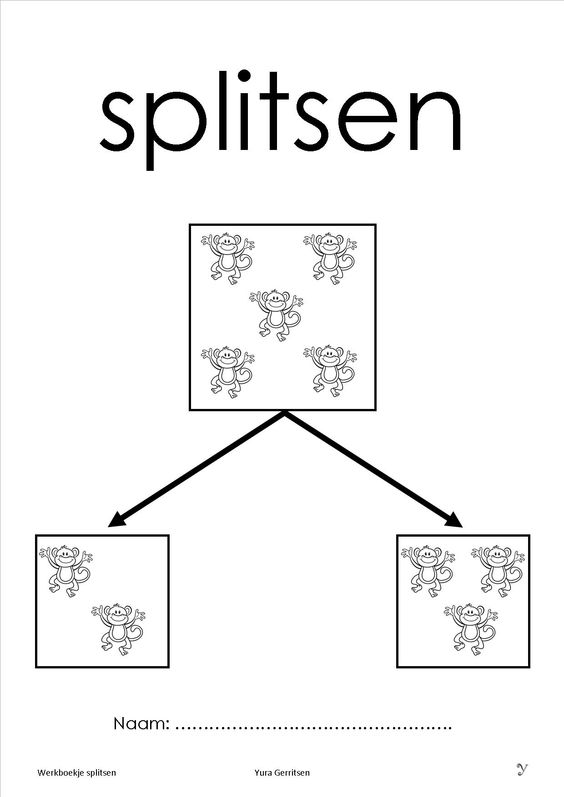 splitsen
Naam: ……………………………………………
Werkboekje splitsen Yura Gerritsen Y